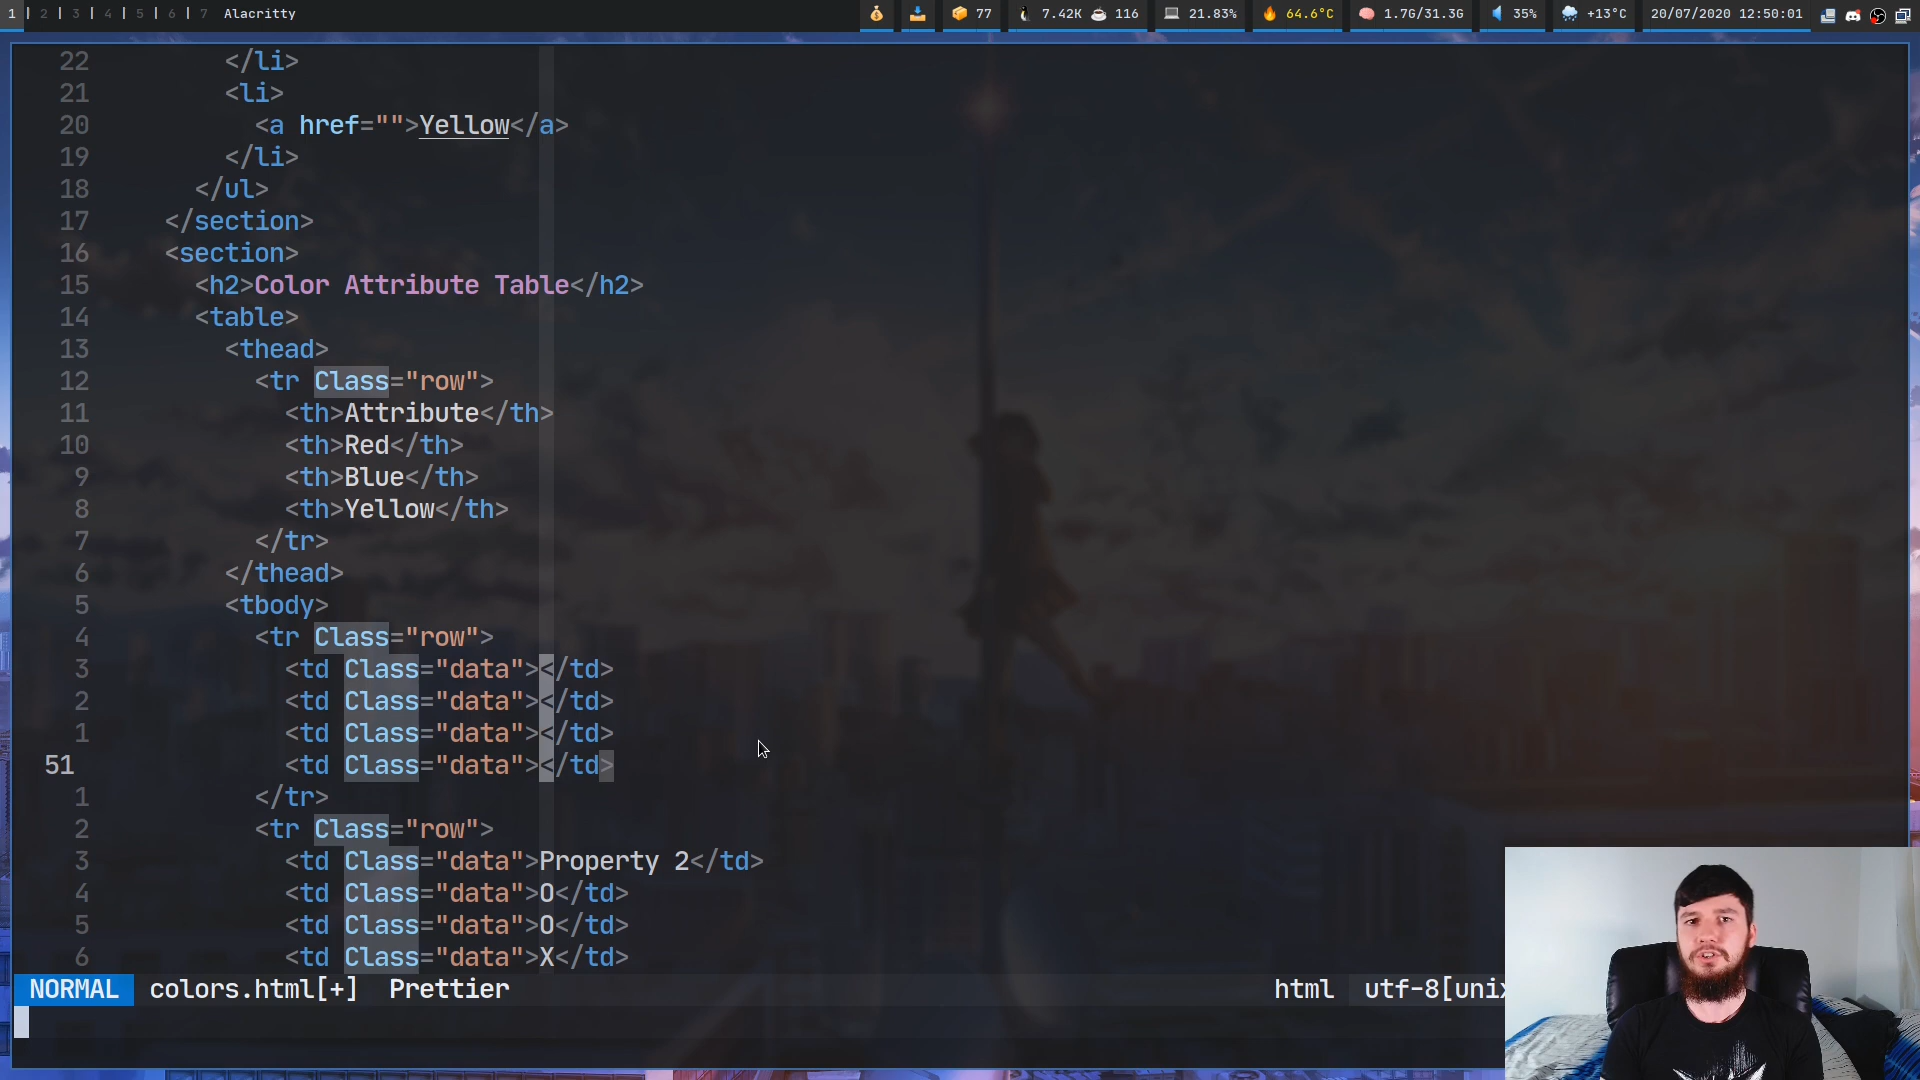 1 | 2 | 3 | 4 | 5 | 6 | 7 Alacritty 77 7.42K 116 21.83% 64.6°C 1.7G/31.3G 35% +13°C 20/07/2020 12:50:01
22 </li>
21 <li>
20 <a href="">Yellow</a>
19 </li>
18 </ul>
17 </section>
16 <section>
15 <h2>Color Attribute Table</h2>
14 <table>
13 <thead>
12 <tr Class="row">
11 <th>Attribute</th>
10 <th>Red</th>
9 <th>Blue</th>
8 <th>Yellow</th>
7 </tr>
6 </thead>
5 <tbody>
4 <tr Class="row">
3 <td Class="data"></td>
2 <td Class="data"></td>
1 <td Class="data"></td>
51 <td Class="data"></td>
1 </tr>
2 <tr Class="row">
3 <td Class="data">Property 2</td>
4 <td Class="data">O</td>
5 <td Class="data">O</td>
6 <td Class="data">X</td>
NORMAL colors.html[+] Prettier html utf-8[unix